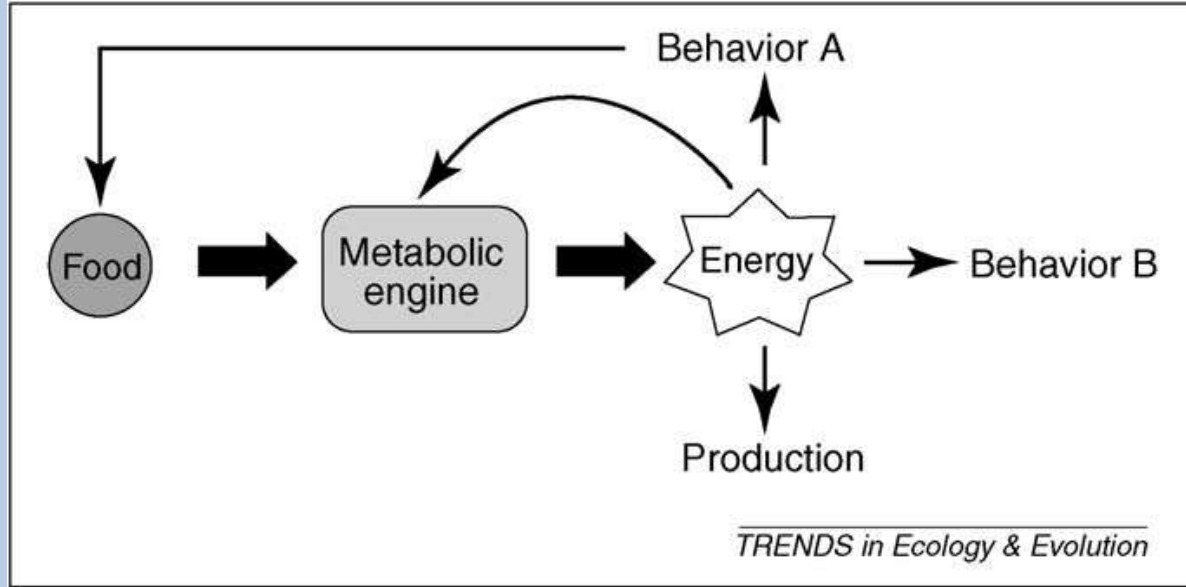 Behavior A
Food
Metabolic
engine
Energy
Behavior B
Production
TRENDS in Ecology & Evolution